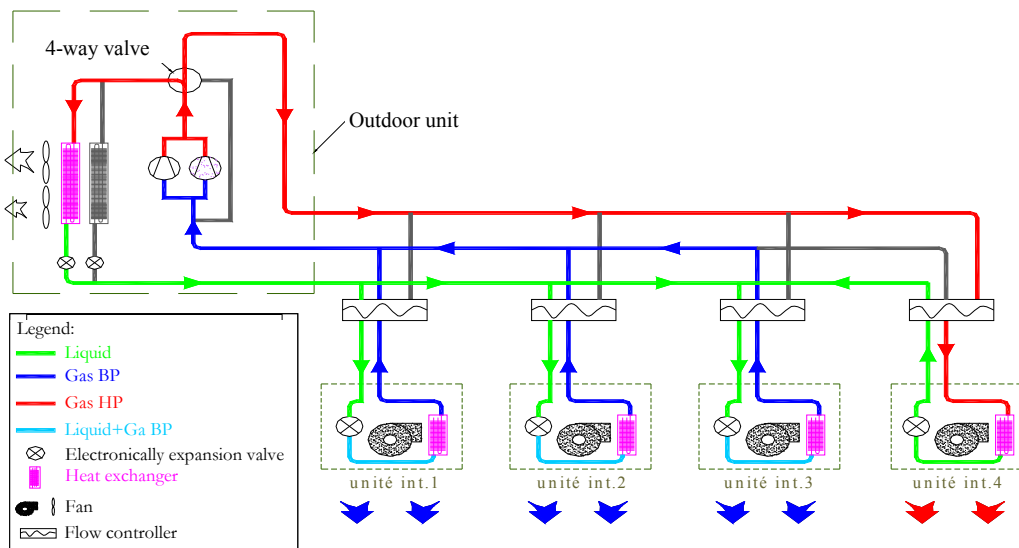 4-way valve
Outdoor unit
Legend:
Liquid
Gas BP
Gas HP
Liquid+Ga BP
Electronically expansion valve
Heat exchanger
Fan
Flow controller
unité int.1
unité int.2
unité int.3
unité int.4